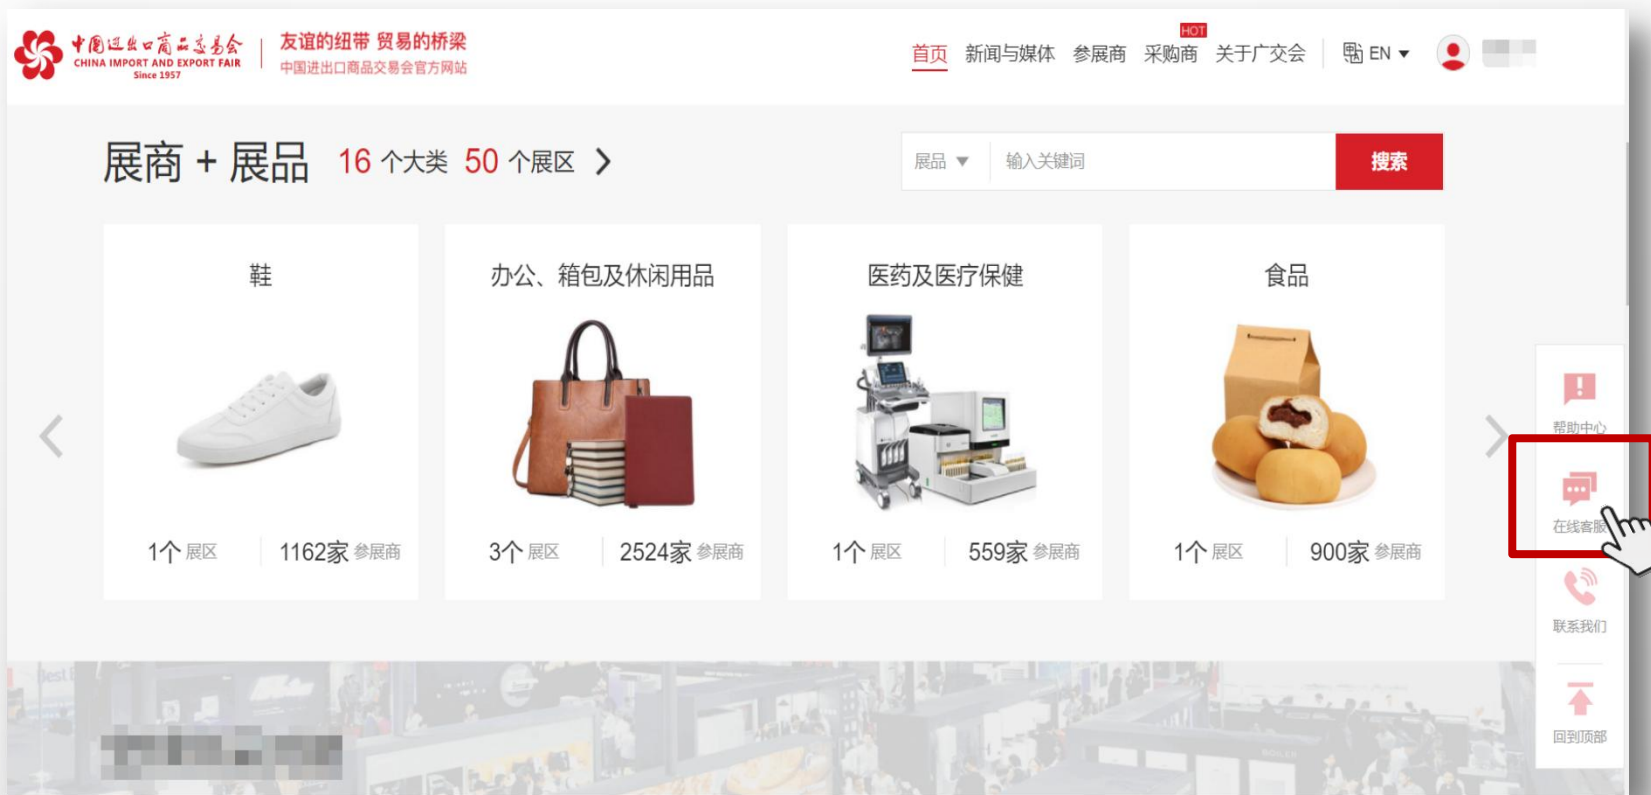 中国进出口商品交易会
CHINA IMPORT AND EXPORT FAIR
Since 1957
友谊的纽带 贸易的桥梁
中国进出口商品交易会官方网站
HOT
首页 新闻与媒体 参展商 采购商 关于广交会 EN
展商 + 展品 16 个大类 50 个展区
展品 输入关键词 搜索
鞋
1个 展区 1162家 参展商
办公、箱包及休闲用品
3个 展区 2524家 参展商
医药及医疗保健
1个 展区 559家 参展商
食品
1个 展区 900家 参展商
帮助中心
在线客服
联系我们
回到顶部